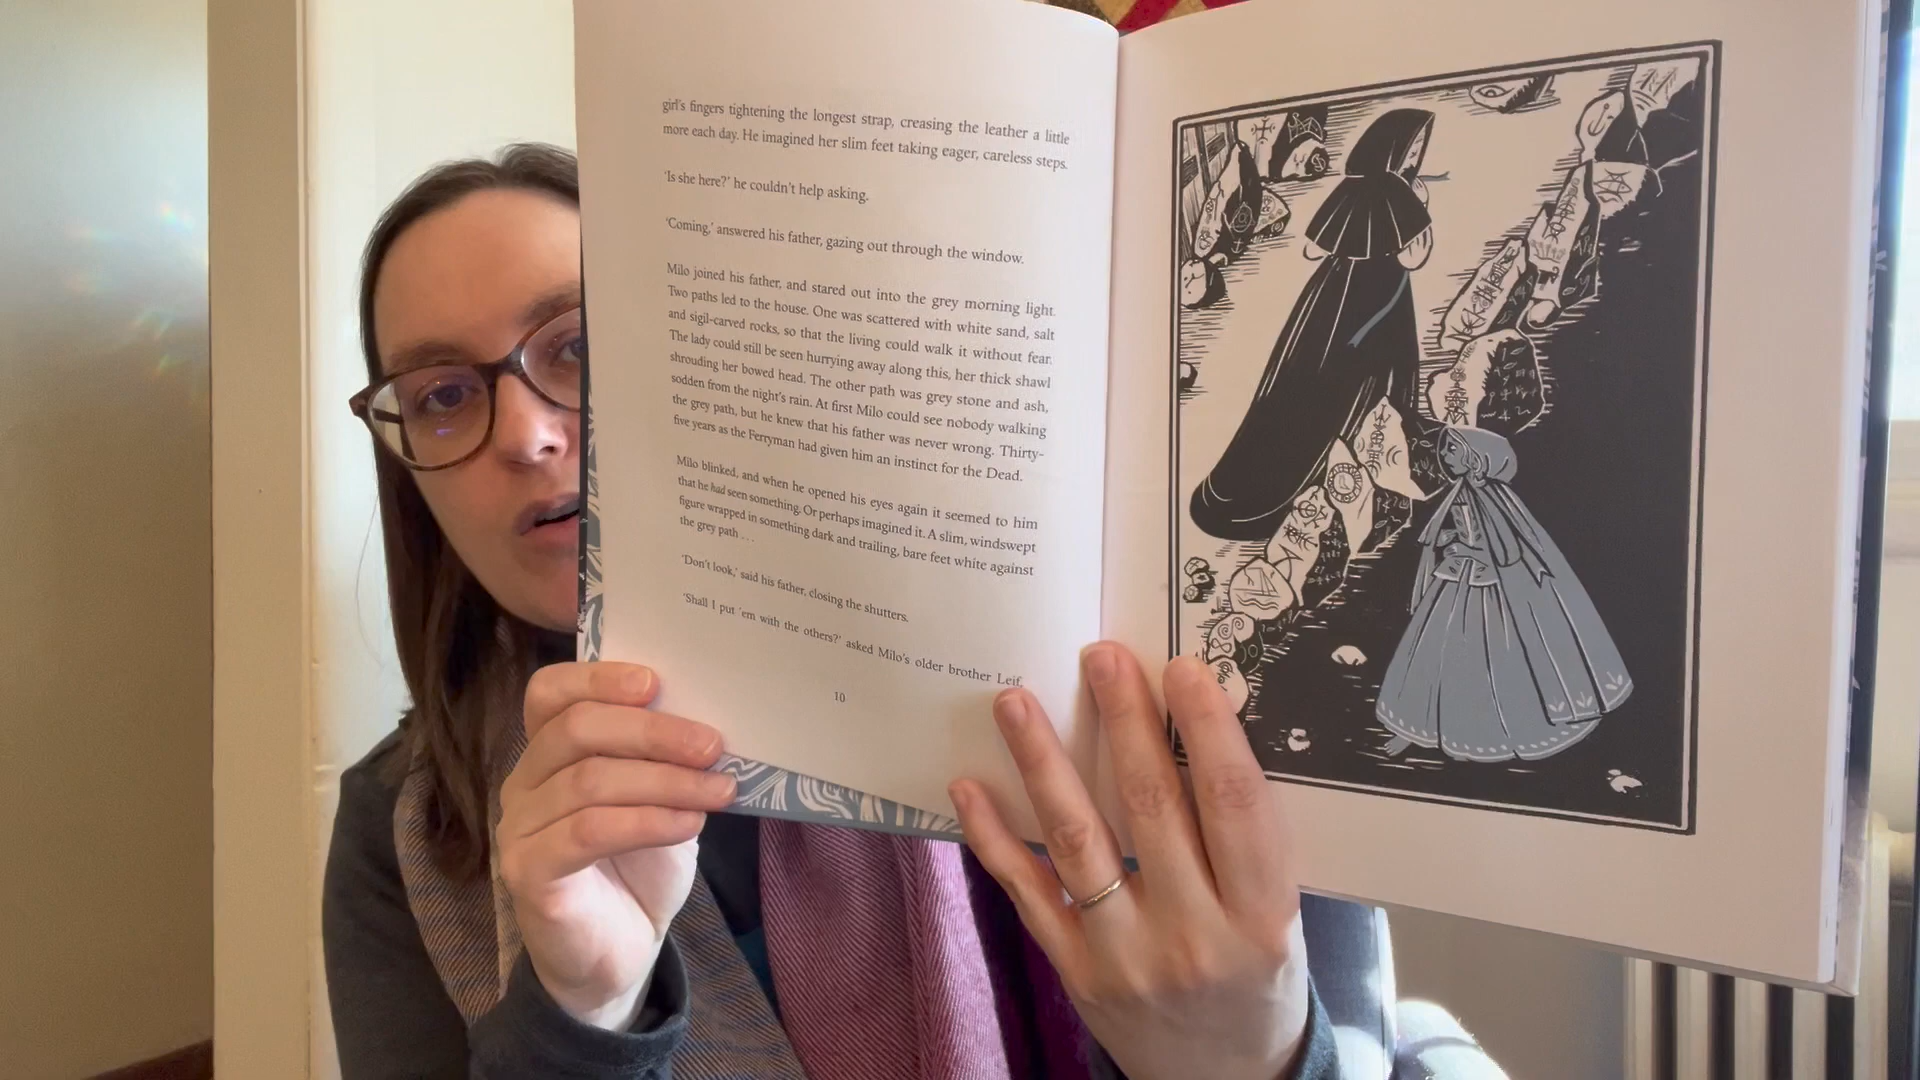 girl's fingers tightening the longest strap, creasing the leather a little
more each day. He imagined her slim feet taking eager, careless steps.
‘Is she here?’ he couldn't help asking.
‘Coming,’ answered his father, gazing out through the window.
Milo joined his father, and stared out into the grey morning light.
Two paths led to the house. One was scattered with white sand, salt
and sigil-carved rocks, so that the living could walk it without fear.
The lady could still be seen hurrying away along this, her thick shawl
shrouding her bowed head. The other path was grey stone and ash,
sodden from the night's rain. At first Milo could see nobody walking
the grey path, but he knew that his father was never wrong. Thirty-
five years as the Ferryman had given him an instinct for the Dead.
Milo blinked, and when he opened his eyes again it seemed to him
that he had seen something. Or perhaps imagined it. A slim, windswept
figure wrapped in something dark and trailing, bare feet white against
the grey path . . .
‘Don't look,’ said his father, closing the shutters.
‘Shall I put ’em with the others?’ asked Milo's older brother Leif,
10